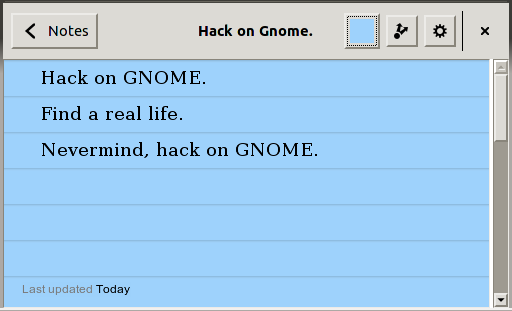 Notes
Hack on Gnome.
Hack on GNOME.
Find a real life.
Nevermind, hack on GNOME.
Last updated Today